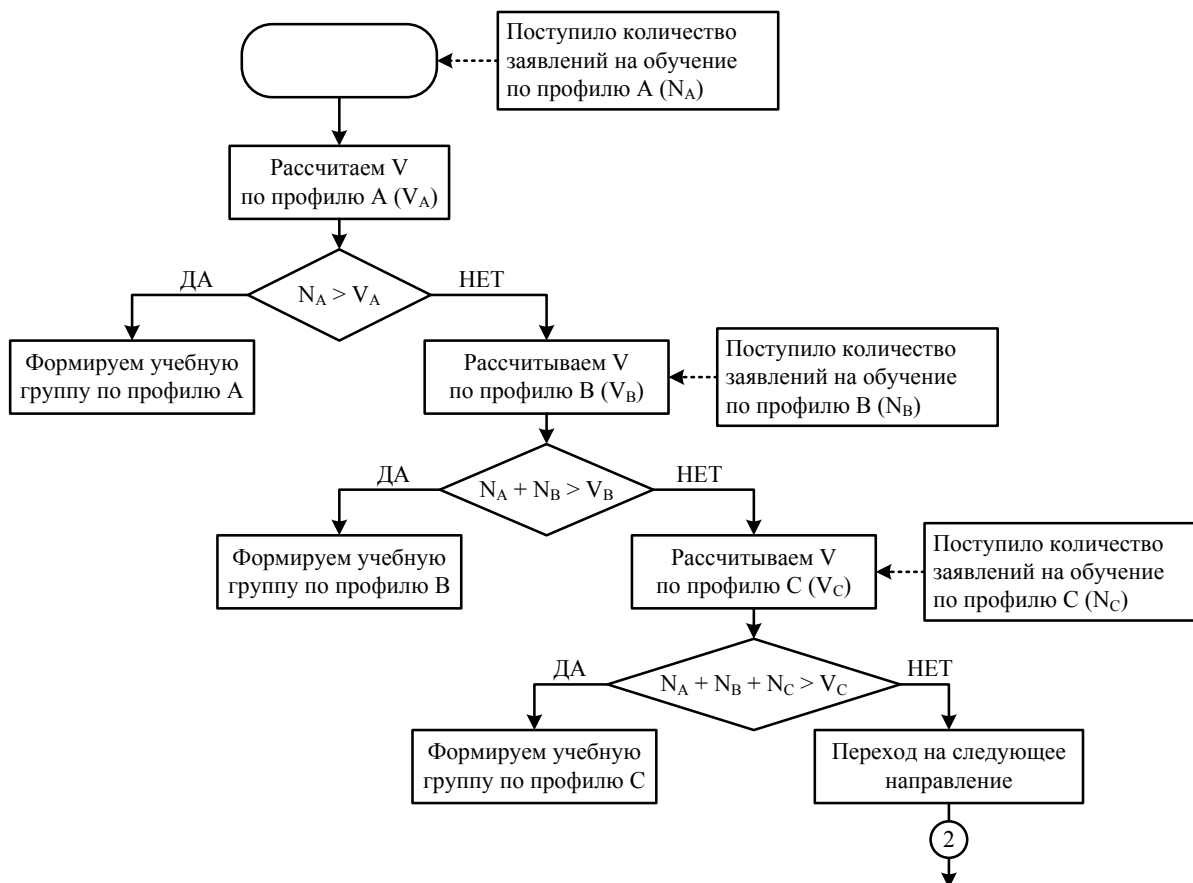 Поступило количество
заявлений на обучение
по профилю А (N_A)
Рассчитаем V
по профилю А (V_A)
ДА
N_A > V_A
НЕТ
Формируем учебную
группу по профилю А
Рассчитываем V
по профилю В (V_B)
Поступило количество
заявлений на обучение
по профилю В (N_B)
ДА
N_A + N_B > V_B
НЕТ
Формируем учебную
группу по профилю В
Рассчитываем V
по профилю С (V_C)
Поступило количество
заявлений на обучение
по профилю С (N_C)
ДА
N_A + N_B + N_C > V_C
НЕТ
Формируем учебную
группу по профилю С
Переход на следующее
направление
2